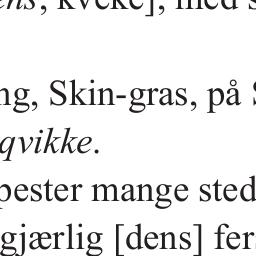 ens, kveke], med s
ng, Skin-gras, på S
qvikke.
pester mange sted
gjærlig [dens] fer